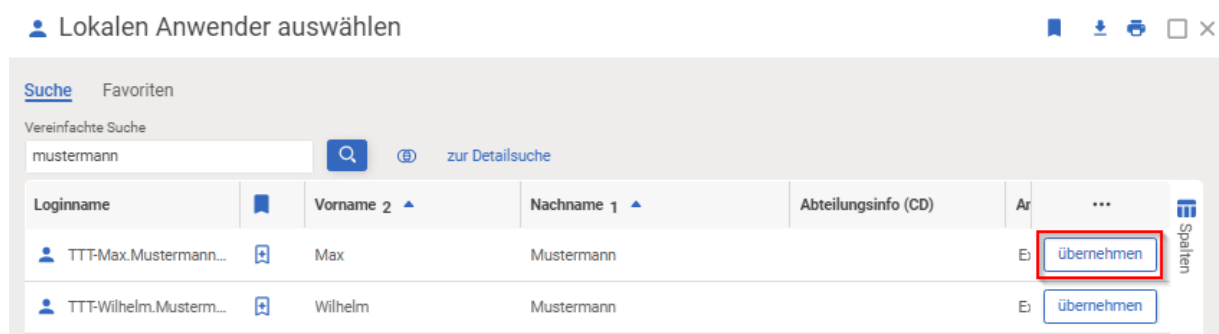 Lokalen Anwender auswählen
Suche Favoriten
Vereinfachte Suche
mustermann zur Detailsuche
Loginname Vorname 2 Nachname 1 Abteilungsinfo (CD) Ar ...
Spalten
TTT-Max.Mustermann... Max Mustermann übernehmen
TTT-Wilhelm.Musterm... Wilhelm Mustermann übernehmen